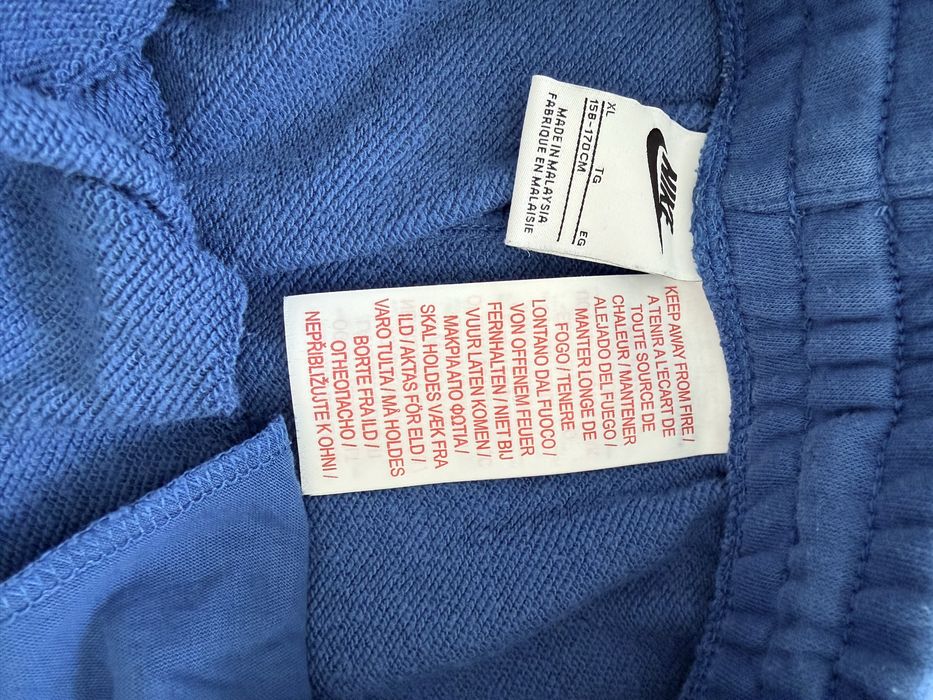 NIKE
XL TG EG
158-170CM
MADE IN MALAYSIA
FABRIQUE EN MALAISIE
KEEP AWAY FROM FIRE /
A TENIR A L'ECART DE
TOUTE SOURCE DE
CHALEUR / MANTENER
ALEJADO DEL FUEGO /
MANTER LONGE DE
FOGO / TENERE
LONTANO DAL FUOCO /
VON OFFENEM FEUER
FERNHALTEN / NIET BIJ
VUUR LATEN KOMEN /
ΜΑΚΡΙΑ ΑΠΟ ΦΩΤΙΑ /
SKAL HOLDES VÆK FRA
ILD / AKTAS FÖR ELD /
VARO TULTA / MÅ HOLDES
BORTE FRA ILD /
ОГНЕОПАСНО /
NEPŘIBLIŽUJTE K OHNI /